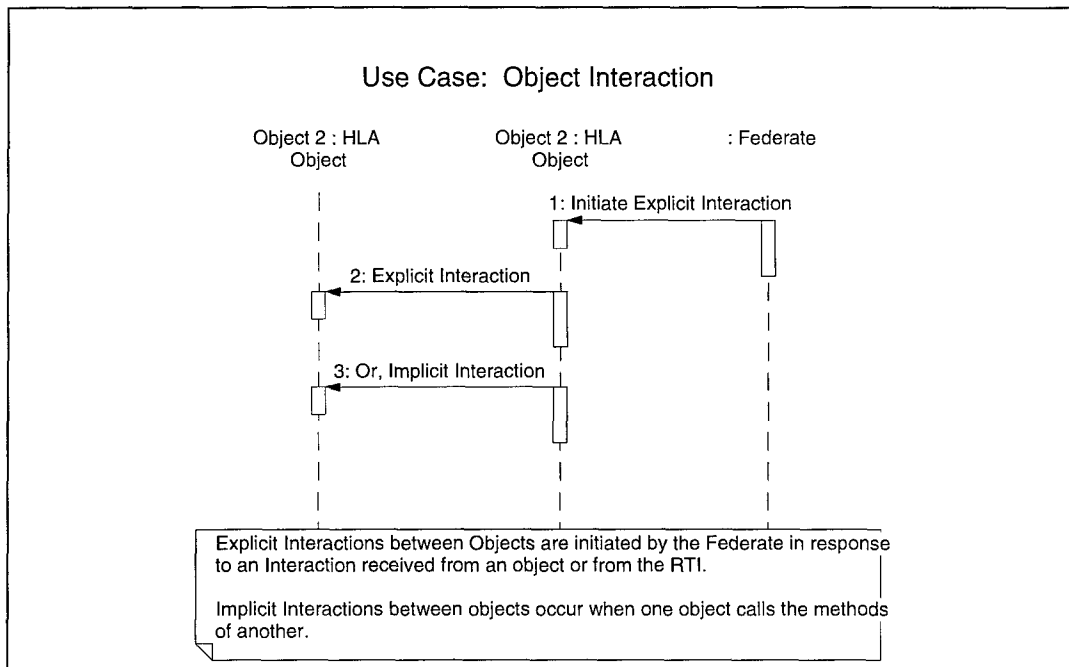 Use Case: Object Interaction
Object 2 : HLA
Object
Object 2 : HLA
Object
: Federate
1: Initiate Explicit Interaction
2: Explicit Interaction
3: Or, Implicit Interaction
Explicit Interactions between Objects are initiated by the Federate in response
to an Interaction received from an object or from the RTI.
Implicit Interactions between objects occur when one object calls the methods
of another.